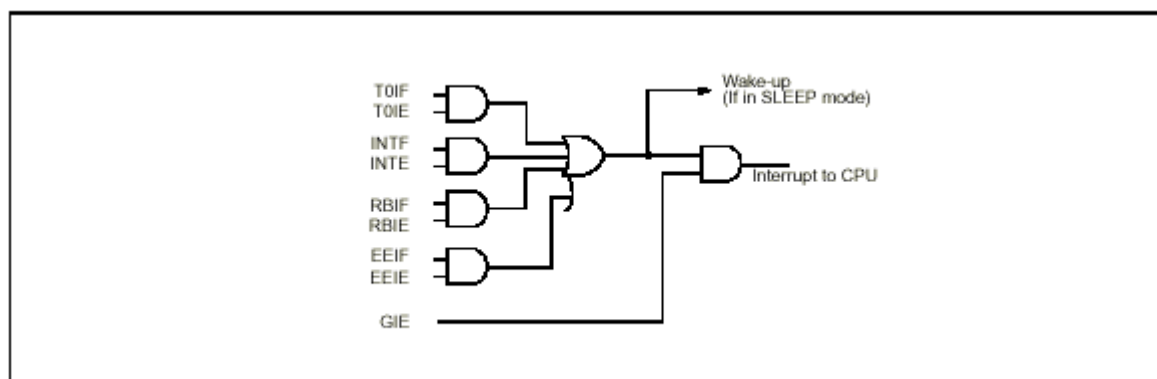 T0IF
T0IE
INTF
INTE
RBIF
RBIE
EEIF
EEIE
GIE
Wake-up
(If in SLEEP mode)
Interrupt to CPU